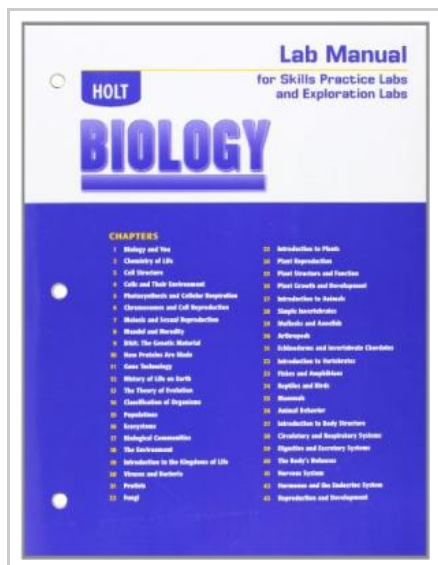 Lab Manual
for Skills Practice Labs
and Exploration Labs
HOLT
BIOLOGY
CHAPTERS
1 Biology and You
2 Chemistry of Life
3 Cell Structure
4 Cells and Their Environment
5 Photosynthesis and Cellular Respiration
6 Chromosomes and Cell Reproduction
7 Meiosis and Sexual Reproduction
8 Mendel and Heredity
9 DNA: The Genetic Material
10 How Proteins Are Made
11 Gene Technology
12 History of Life on Earth
13 The Theory of Evolution
14 Classification of Organisms
15 Populations
16 Ecosystems
17 Biological Communities
18 The Environment
19 Introduction to the Kingdoms of Life
20 Viruses and Bacteria
21 Protists
22 Fungi
23 Introduction to Plants
24 Plant Reproduction
25 Plant Structure and Function
26 Plant Growth and Development
27 Introduction to Animals
28 Simple Invertebrates
29 Mollusks and Annelids
30 Arthropods
31 Echinoderms and Invertebrate Chordates
32 Introduction to Vertebrates
33 Fishes and Amphibians
34 Reptiles and Birds
35 Mammals
36 Animal Behavior
37 Introduction to Body Structure
38 Circulatory and Respiratory Systems
39 Digestive and Excretory Systems
40 The Body's Defenses
41 Nervous System
42 Hormones and the Endocrine System
43 Reproduction and Development